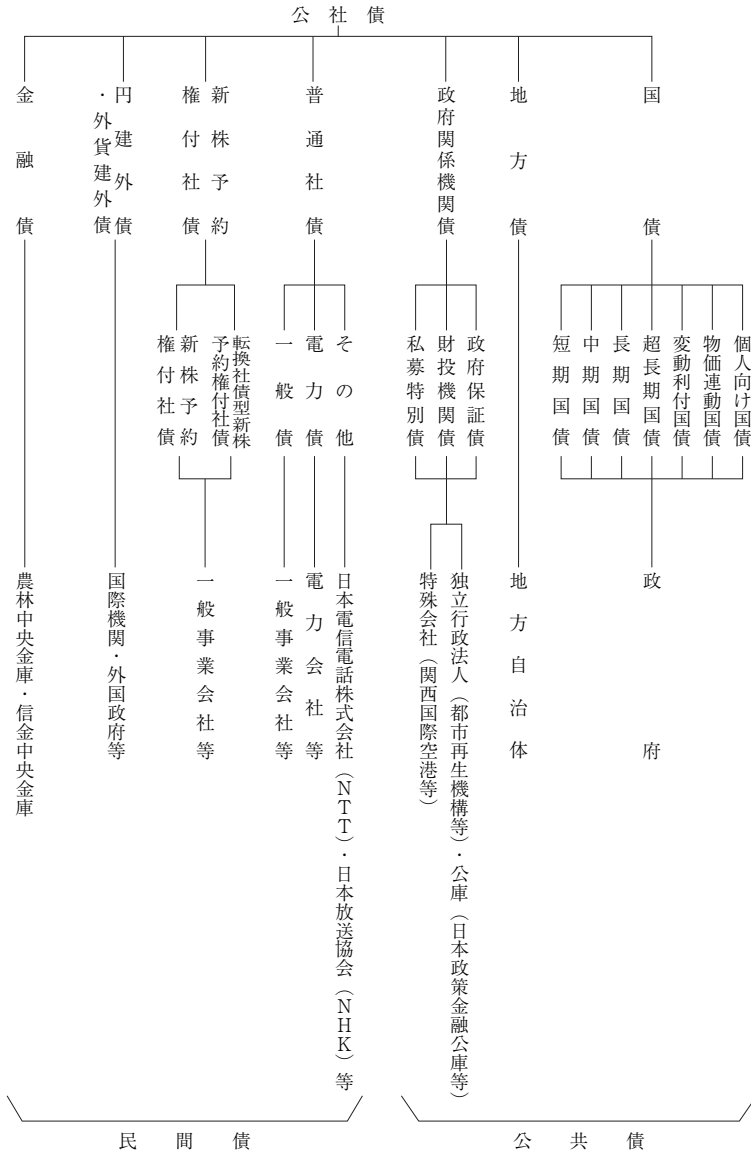 公社債
国債
地方債
政府関係機関債
普通社債
新株予約
権付社債
円建外債
・外貨建外債
金融債
個人向け国債
物価連動国債
変動利付国債
超長期国債
長期国債
中期国債
短期国債
政府保証債
財投機関債
私募特別債
その他
電力債
一般債
転換社債型新株
予約権付社債
新株予約
権付社債
政府
地方自治体
独立行政法人（都市再生機構等）・公庫（日本政策金融公庫等）
特殊会社（関西国際空港等）
日本電信電話株式会社（NTT）・日本放送協会（NHK）等
電力会社等
一般事業会社等
一般事業会社等
国際機関・外国政府等
農林中央金庫・信金中央金庫
公共債
民間債